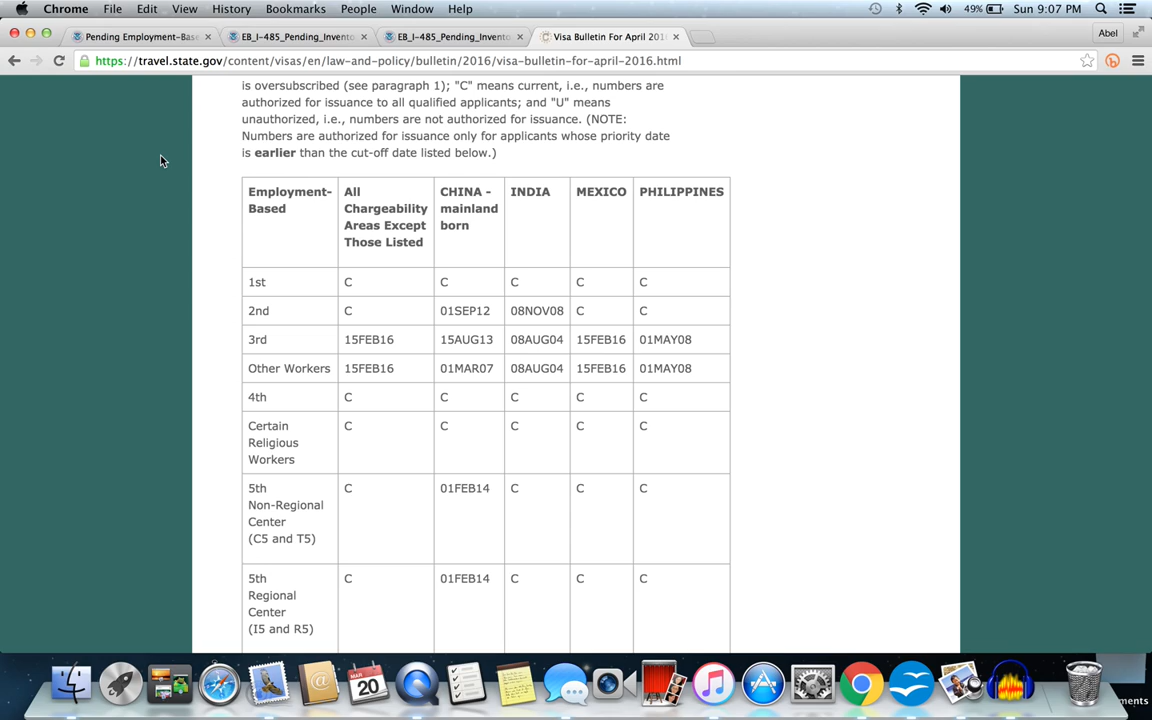 Chrome File Edit View History Bookmarks People Window Help 49% Sun 9:07 PM
Pending Employment-Bas EB_I-485_Pending_Invento EB_I-485_Pending_Invento Visa Bulletin For April 201 Abel
https://travel.state.gov/content/visas/en/law-and-policy/bulletin/2016/visa-bulletin-for-april-2016.html
is oversubscribed (see paragraph 1); "C" means current, i.e., numbers are
authorized for issuance to all qualified applicants; and "U" means
unauthorized, i.e., numbers are not authorized for issuance. (NOTE:
Numbers are authorized for issuance only for applicants whose priority date
is earlier than the cut-off date listed below.)
Employment- All CHINA - INDIA MEXICO PHILIPPINES
Based Chargeability mainland
Areas Except born
Those Listed
1st C C C C C
2nd C 01SEP12 08NOV08 C C
3rd 15FEB16 15AUG13 08AUG04 15FEB16 01MAY08
Other Workers 15FEB16 01MAR07 08AUG04 15FEB16 01MAY08
4th C C C C C
Certain C C C C C
Religious
Workers
5th C 01FEB14 C C C
Non-Regional
Center
(C5 and T5)
5th C 01FEB14 C C C
Regional
Center
(I5 and R5)
MAR
20
ments